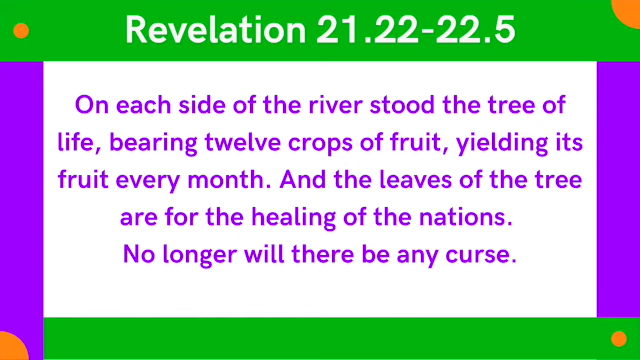 Revelation 21.22-22.5
On each side of the river stood the tree of
life, bearing twelve crops of fruit, yielding its
fruit every month. And the leaves of the tree
are for the healing of the nations.
No longer will there be any curse.